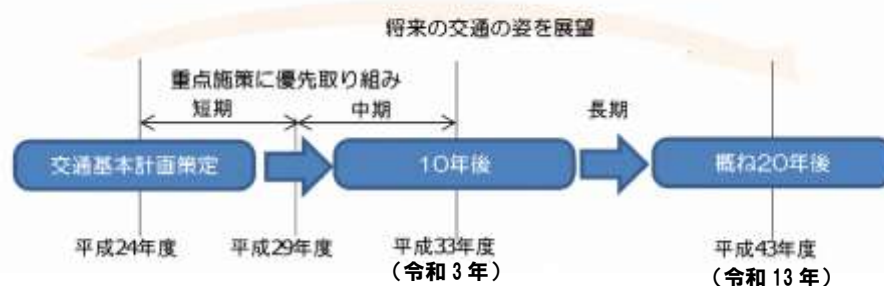 将来の交通の姿を展望
重点施策に優先取り組み
短期
中期
長期
交通基本計画策定
10年後
概ね20年後
平成24年度
平成29年度
平成33年度
平成43年度
（令和3年）
（令和13年）